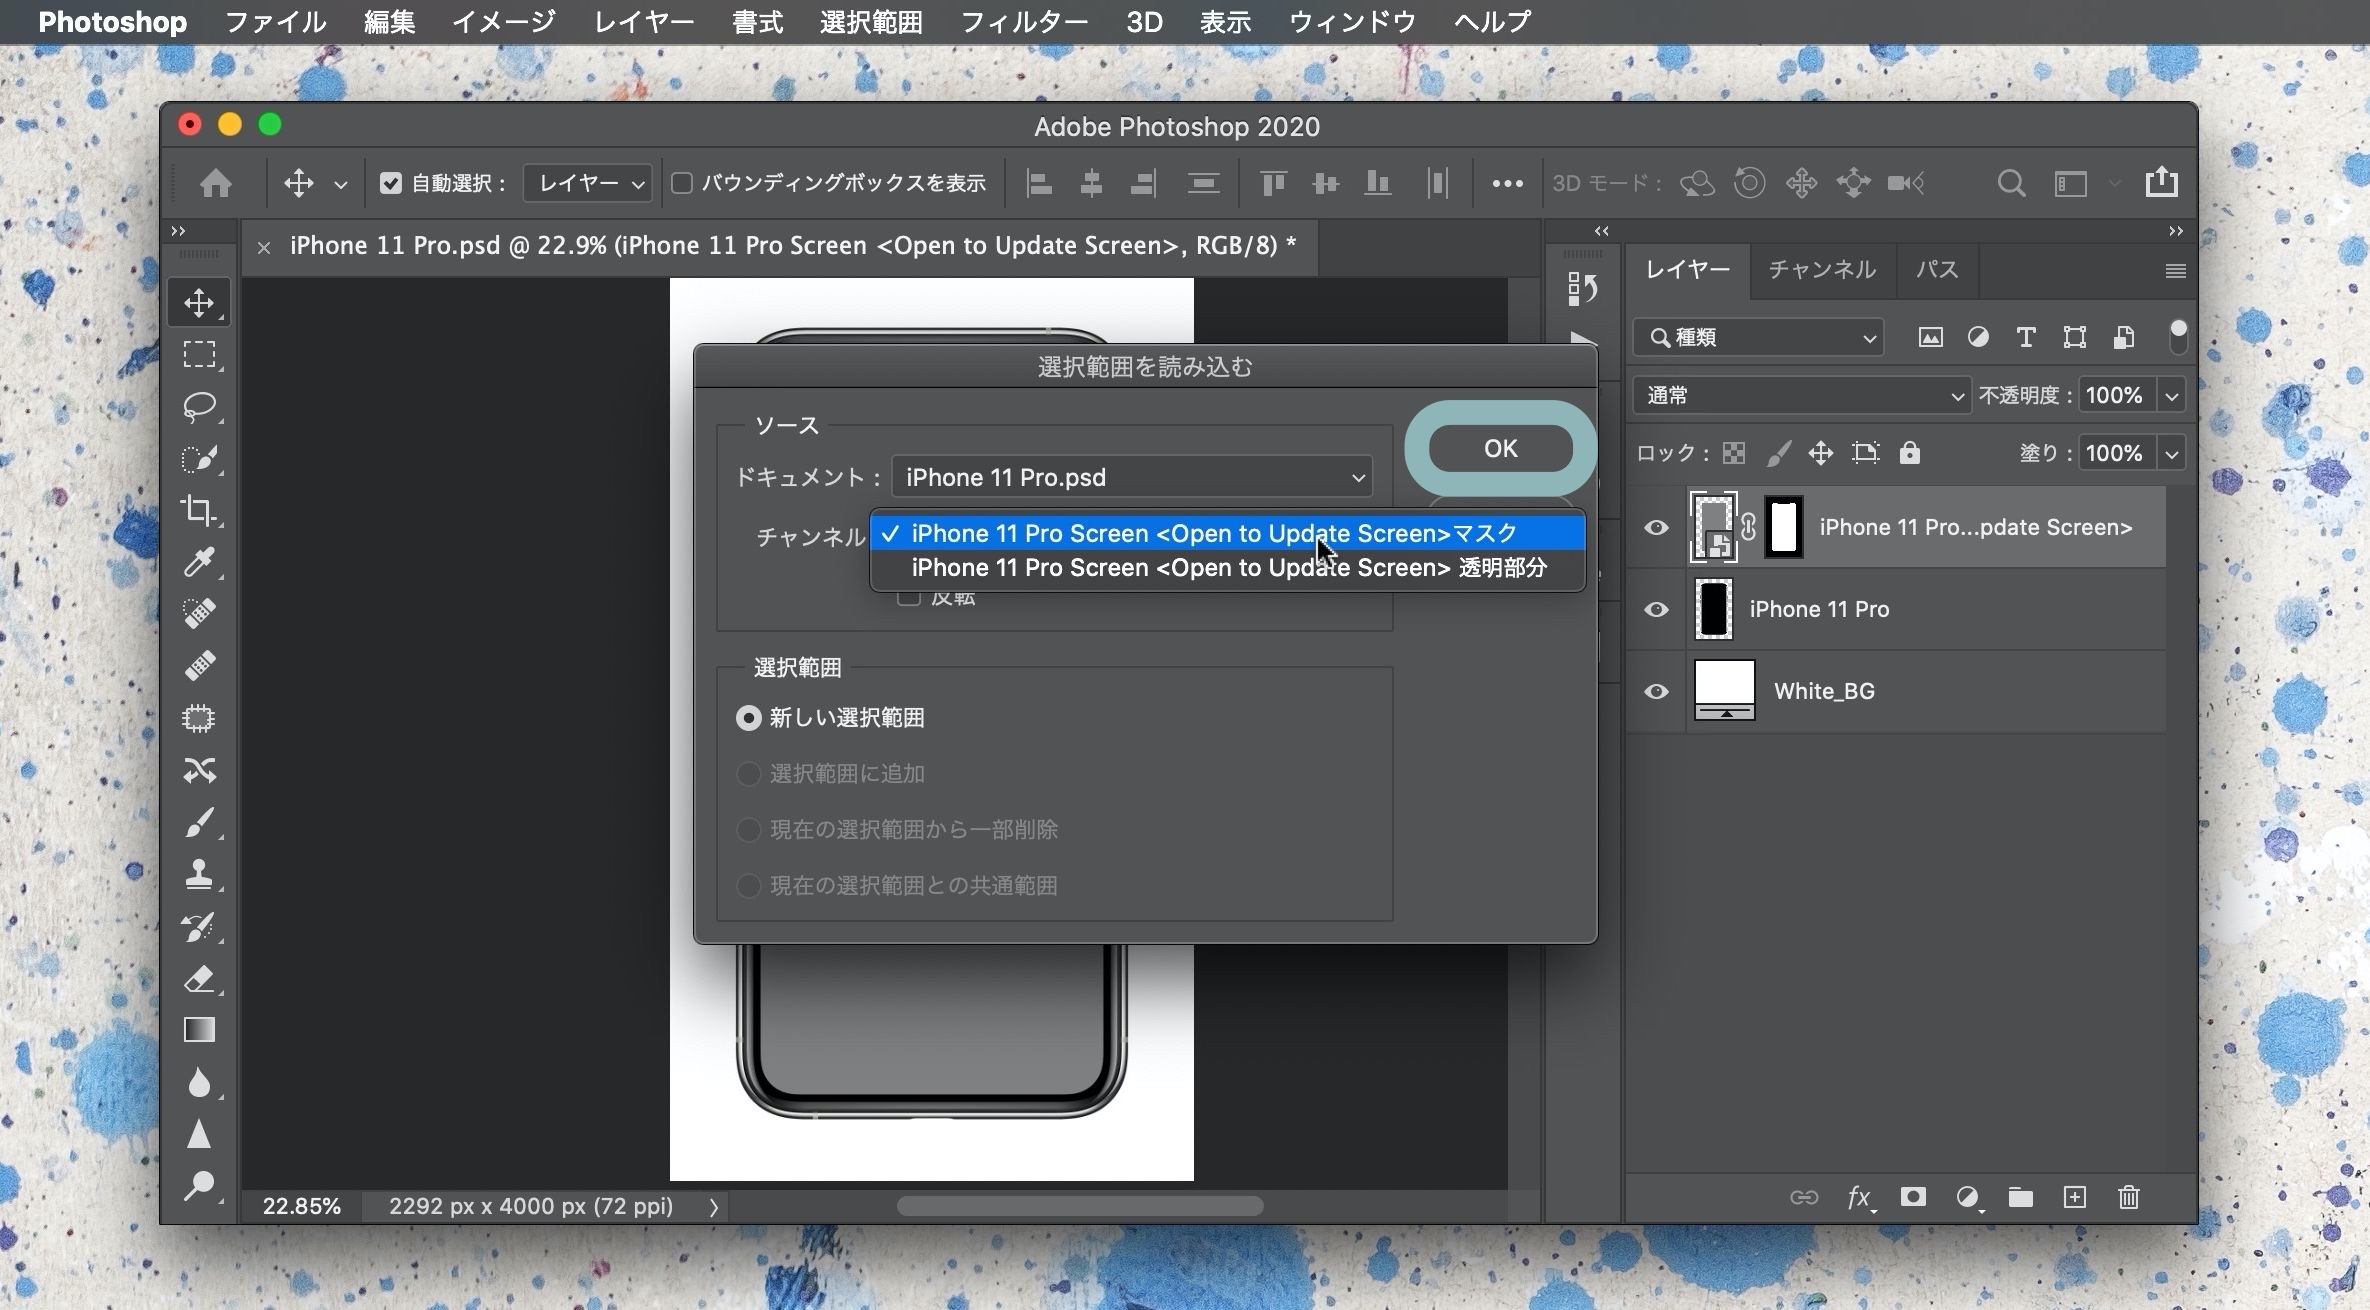 Photoshop ファイル 編集 イメージ レイヤー 書式 選択範囲 フィルター 3D 表示 ウィンドウ ヘルプ
Adobe Photoshop 2020
自動選択： レイヤー バウンディングボックスを表示 3D モード：
iPhone 11 Pro.psd @ 22.9% (iPhone 11 Pro Screen <Open to Update Screen>, RGB/8) *
選択範囲を読み込む
ソース
ドキュメント： iPhone 11 Pro.psd
OK
チャンネル
iPhone 11 Pro Screen <Open to Update Screen>マスク
iPhone 11 Pro Screen <Open to Update Screen> 透明部分
反転
選択範囲
新しい選択範囲
選択範囲に追加
現在の選択範囲から一部削除
現在の選択範囲との共通範囲
22.85% 2292 px x 4000 px (72 ppi)
レイヤー チャンネル パス
種類
通常 不透明度： 100%
ロック： 塗り： 100%
iPhone 11 Pro...pdate Screen>
iPhone 11 Pro
White_BG
fx